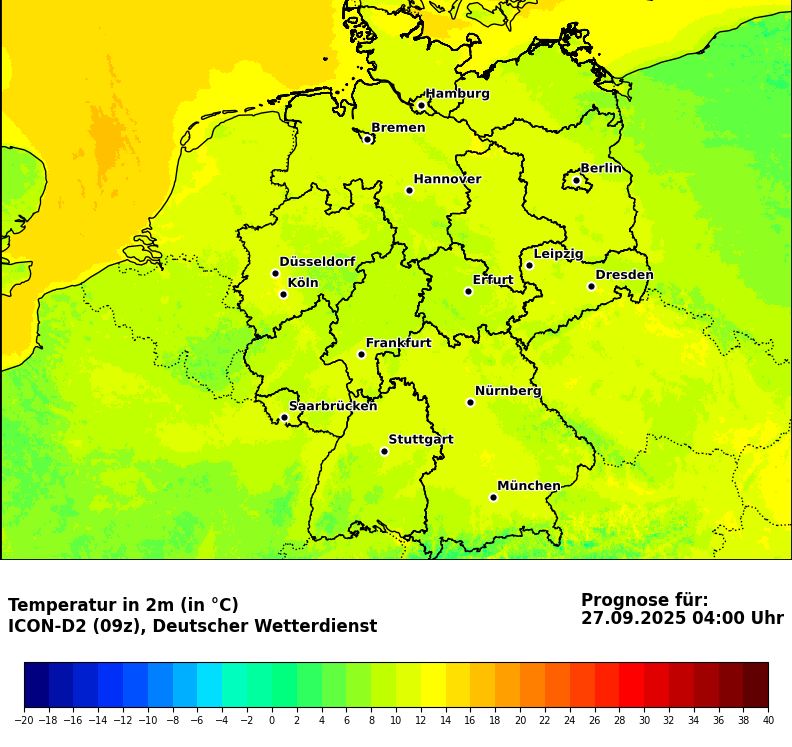 Hamburg
Bremen
Berlin
Hannover
Leipzig
Düsseldorf
Dresden
Köln
Erfurt
Frankfurt
Nürnberg
Saarbrücken
Stuttgart
München
Temperatur in 2m (in °C)
ICON-D2 (09z), Deutscher Wetterdienst
Prognose für:
27.09.2025 04:00 Uhr
−20 −18 −16 −14 −12 −10 −8 −6 −4 −2 0 2 4 6 8 10 12 14 16 18 20 22 24 26 28 30 32 34 36 38 40